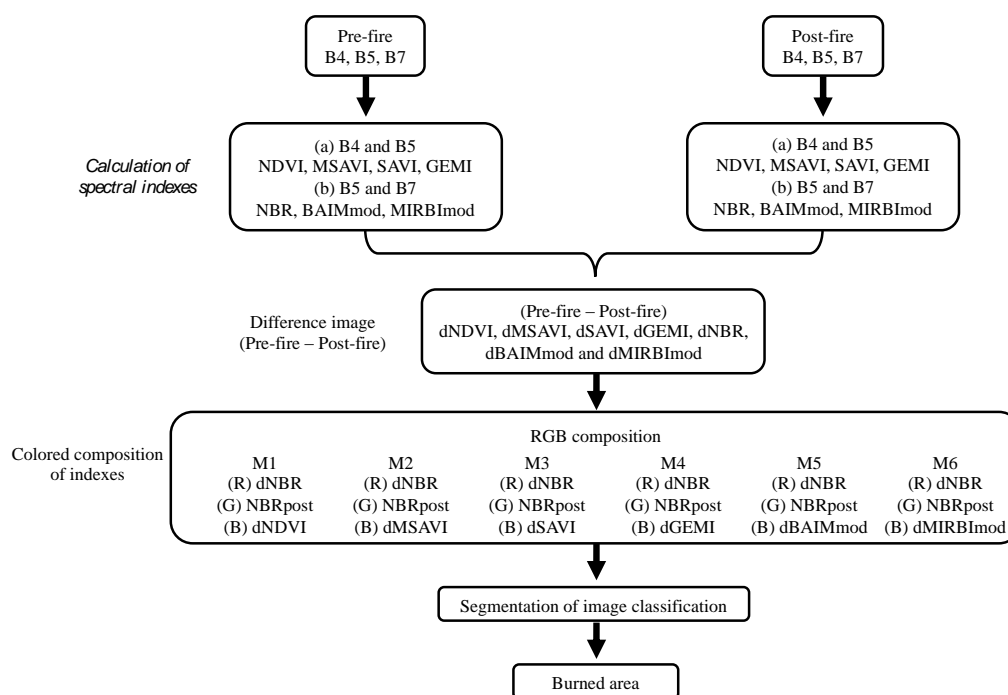 Pre-fire
B4, B5, B7
Post-fire
B4, B5, B7
Calculation of
spectral indexes
(a) B4 and B5
NDVI, MSAVI, SAVI, GEMI
(b) B5 and B7
NBR, BAIMmod, MIRBImod
(a) B4 and B5
NDVI, MSAVI, SAVI, GEMI
(b) B5 and B7
NBR, BAIMmod, MIRBImod
Difference image
(Pre-fire – Post-fire)
(Pre-fire – Post-fire)
dNDVI, dMSAVI, dSAVI, dGEMI, dNBR,
dBAIMmod and dMIRBImod
Colored composition
of indexes
RGB composition
M1
(R) dNBR
(G) NBRpost
(B) dNDVI
M2
(R) dNBR
(G) NBRpost
(B) dMSAVI
M3
(R) dNBR
(G) NBRpost
(B) dSAVI
M4
(R) dNBR
(G) NBRpost
(B) dGEMI
M5
(R) dNBR
(G) NBRpost
(B) dBAIMmod
M6
(R) dNBR
(G) NBRpost
(B) dMIRBImod
Segmentation of image classification
Burned area